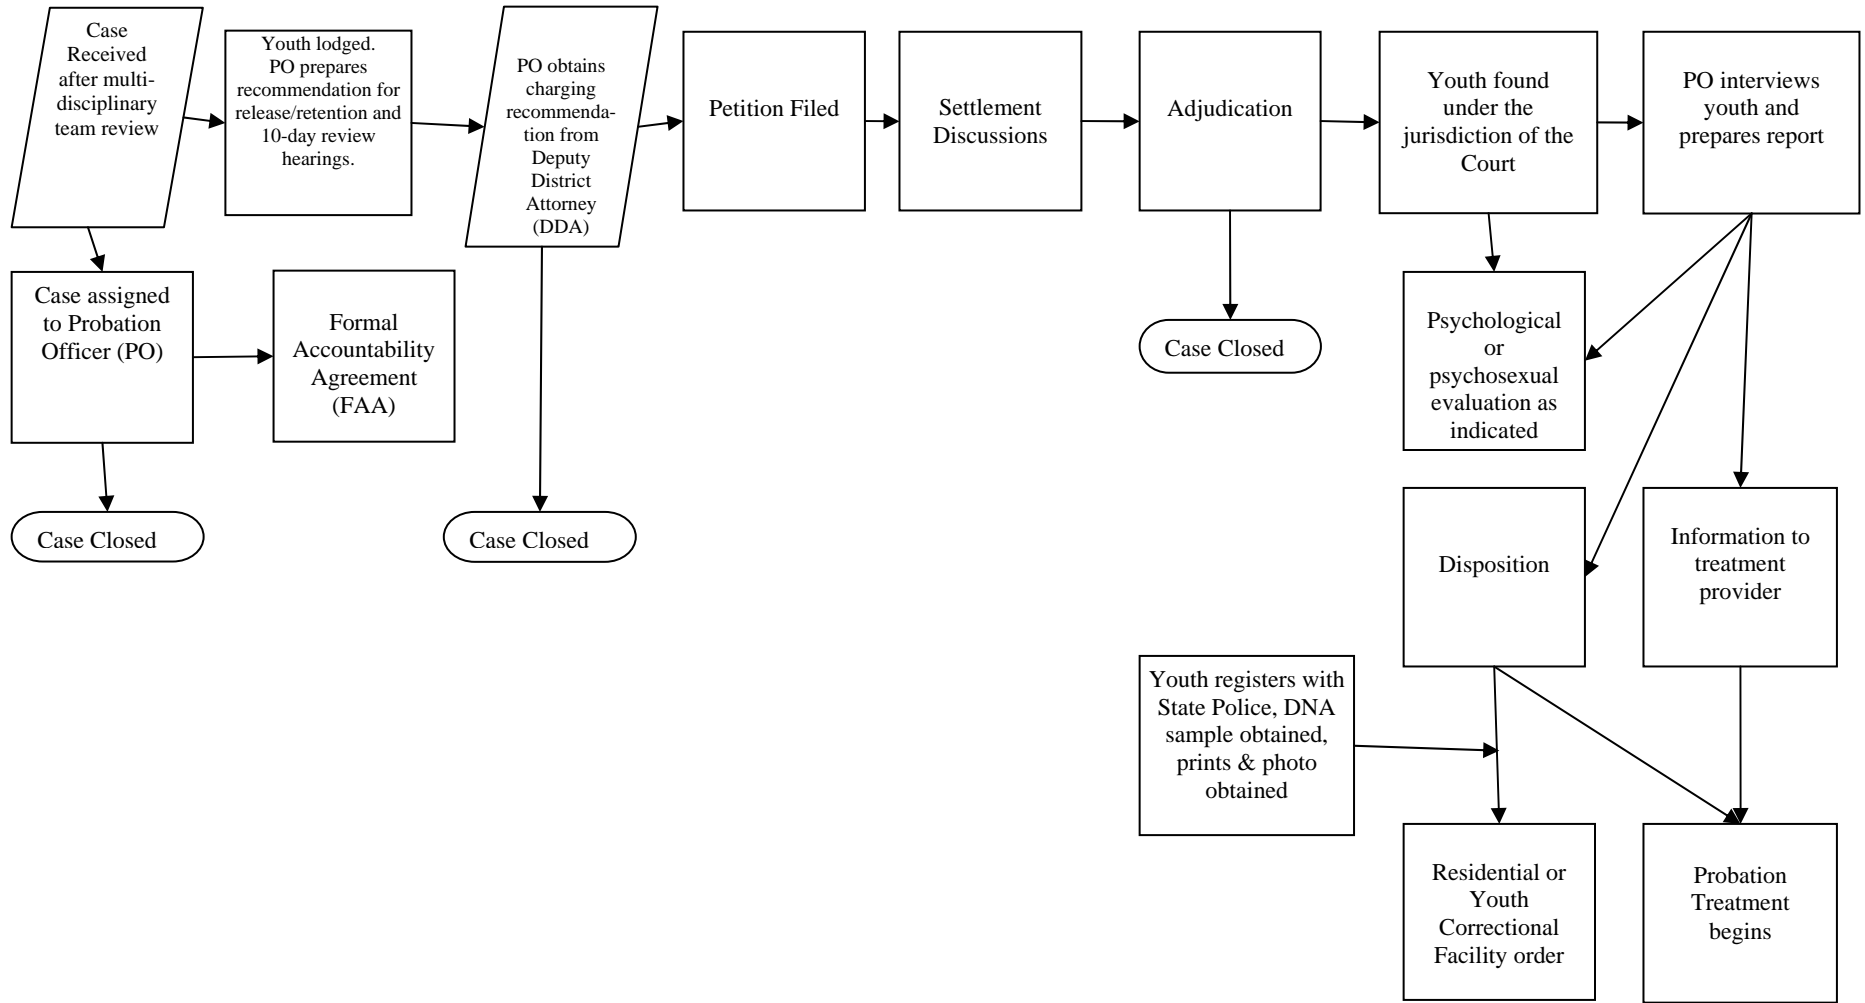 Case
Received
after multi-
disciplinary
team review
Youth lodged.
PO prepares
recommendation for
release/retention and
10-day review
hearings.
PO obtains
charging
recommenda-
tion from
Deputy
District
Attorney
(DDA)
Petition Filed
Settlement
Discussions
Adjudication
Youth found
under the
jurisdiction of the
Court
PO interviews
youth and
prepares report
Case assigned
to Probation
Officer (PO)
Formal
Accountability
Agreement
(FAA)
Case Closed
Psychological
or
psychosexual
evaluation as
indicated
Case Closed
Case Closed
Disposition
Information to
treatment
provider
Youth registers with
State Police, DNA
sample obtained,
prints & photo
obtained
Residential or
Youth
Correctional
Facility order
Probation
Treatment
begins